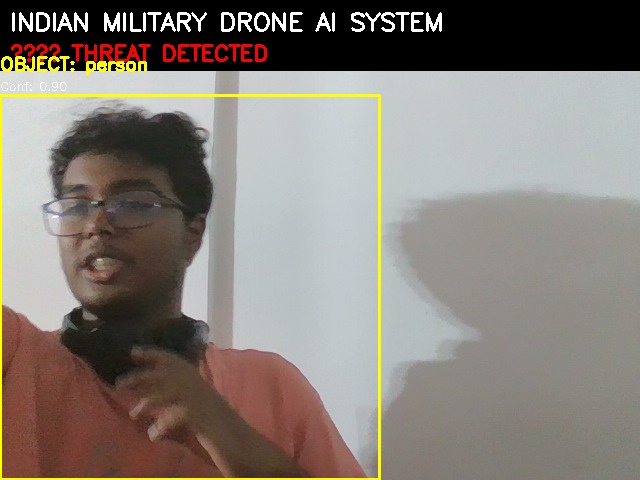 INDIAN MILITARY DRONE AI SYSTEM
???? THREAT DETECTED
OBJECT: person
Conf: 0.90